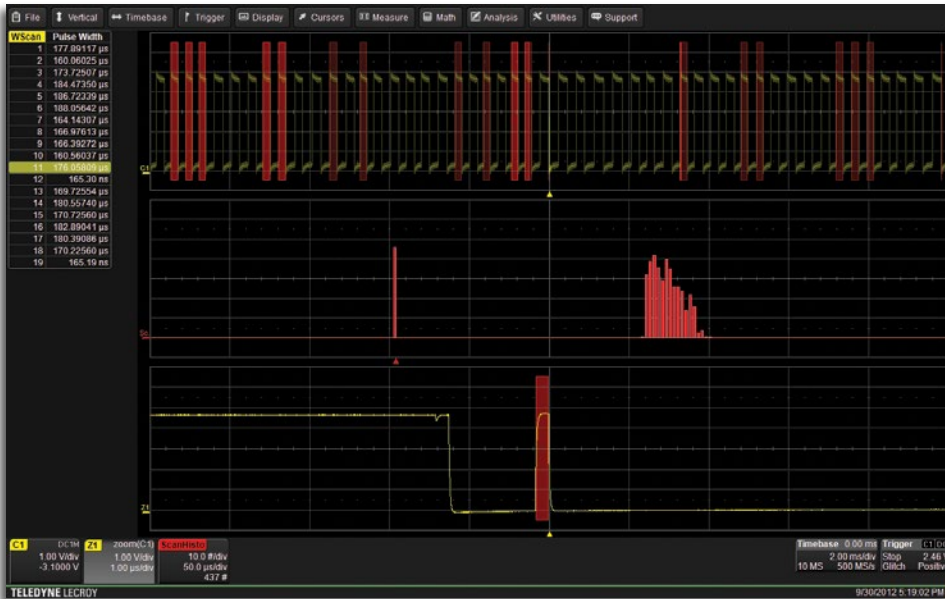 File Vertical Timebase Trigger Display Cursors Measure Math Analysis Utilities Support
WScan Pulse Width
1 177.89117 µs
2 160.06025 µs
3 173.72507 µs
4 184.47350 µs
5 186.72339 µs
6 188.05642 µs
7 164.14307 µs
8 166.97613 µs
9 166.39272 µs
10 160.56037 µs
11 176.05809 µs
12 165.30 ns
13 169.72554 µs
14 180.55740 µs
15 170.72560 µs
16 182.89041 µs
17 180.39086 µs
18 170.22560 µs
19 165.19 ns
C1
Sc
Z1
C1 DC1M Z1 zoom(C1) ScanHisto
1.00 V/div 1.00 V/div 10.0 #/div
-3.1000 V 1.00 µs/div 50.0 µs/div
437 #
Timebase 0.00 ms Trigger C1
2.00 ms/div Stop 2.46
10 MS 500 MS/s Glitch Positiv
TELEDYNE LECROY 9/30/2012 5:19:02 PM